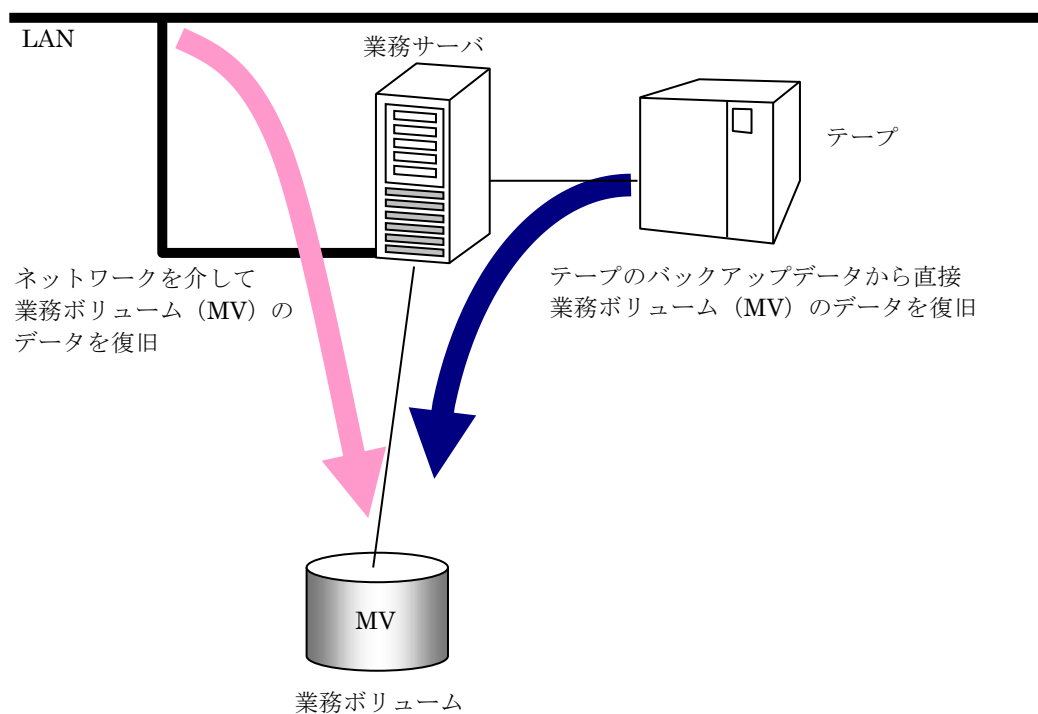 LAN
業務サーバ
テープ
ネットワークを介して
業務ボリューム（MV）の
データを復旧
テープのバックアップデータから直接
業務ボリューム（MV）のデータを復旧
MV
業務ボリューム